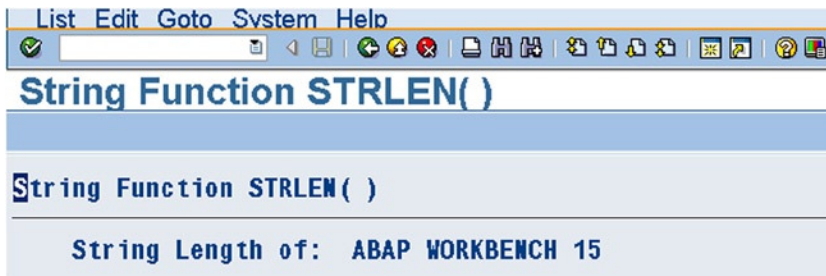 List Edit Goto System Help
String Function STRLEN( )
String Function STRLEN( )
String Length of: ABAP WORKBENCH 15